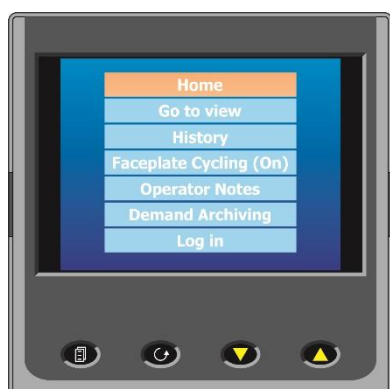 Home
Go to view
History
Faceplate Cycling (On)
Operator Notes
Demand Archiving
Log in